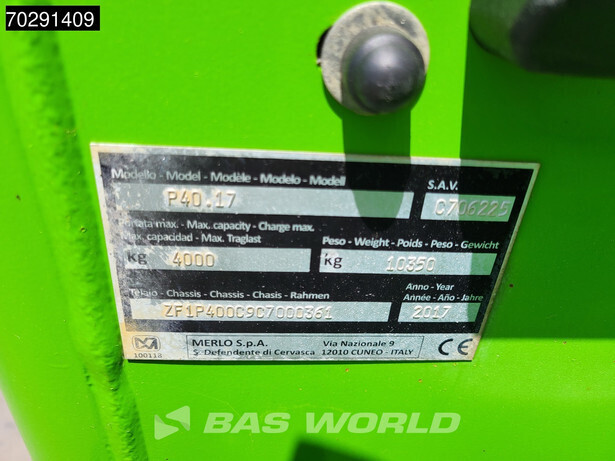 70291409
Modello - Model - Modèle - Modelo - Modell
S.A.V.
P40.17
C706225
Portata max. - Max. capacity - Charge max.
Max. capacidad - Max. Traglast
Peso - Weight - Poids - Peso - Gewicht
kg 4000
kg 10350
Telaio - Chassis - Chassis - Chasis - Rahmen
Anno - Year
Année - Año - Jahre
ZF1P40009C7000361
2017
100118
MERLO S.p.A.
Via Nazionale 9
S. Defendente di Cervasca
12010 CUNEO - ITALY
CE
BAS WORLD